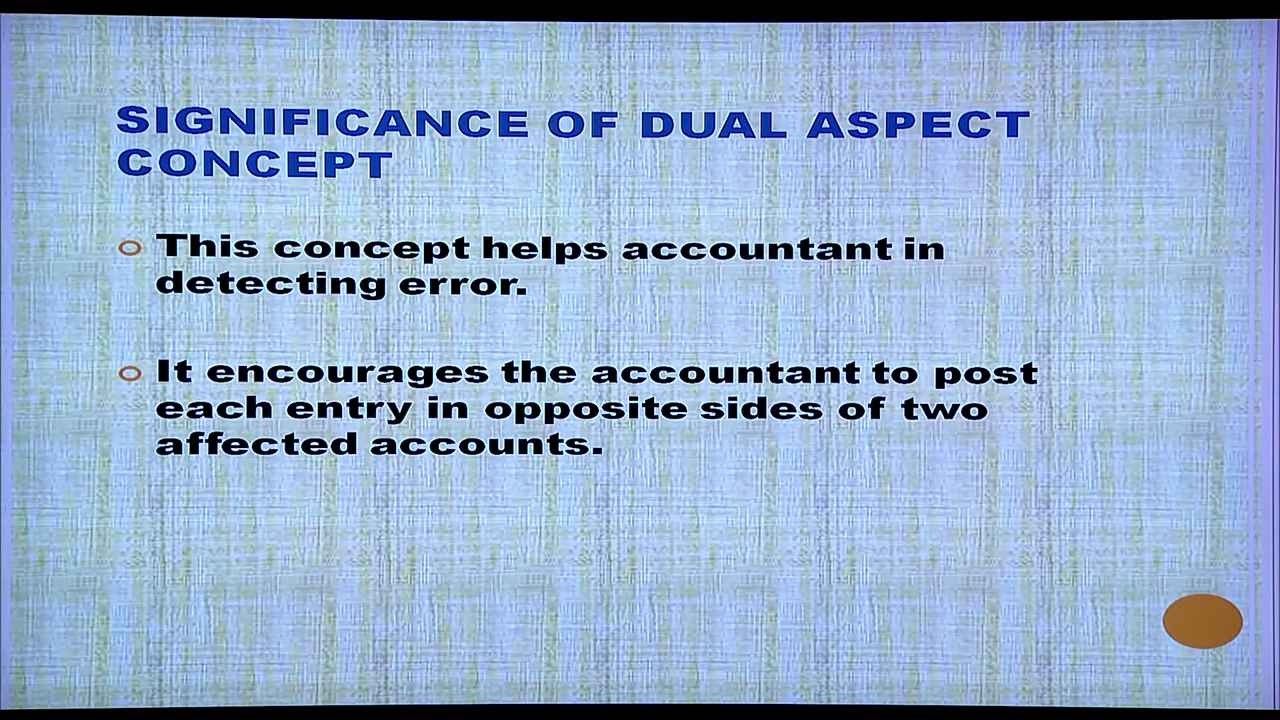 SIGNIFICANCE OF DUAL ASPECT
CONCEPT
This concept helps accountant in
detecting error.
It encourages the accountant to post
each entry in opposite sides of two
affected accounts.